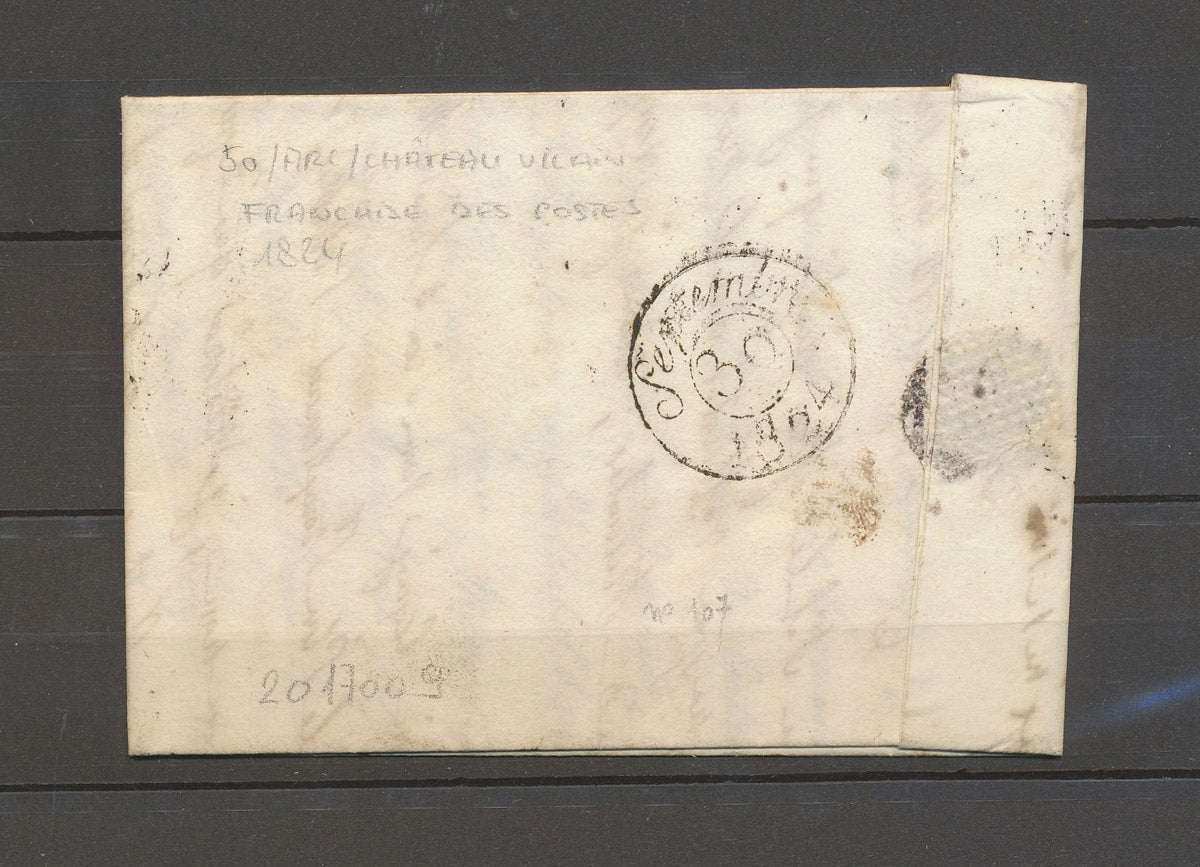 50/ARC/CHÂTEAU VILAIN
FRANCHISE DES POSTES
1824
Septembre
30
1824
n° 107
2017009